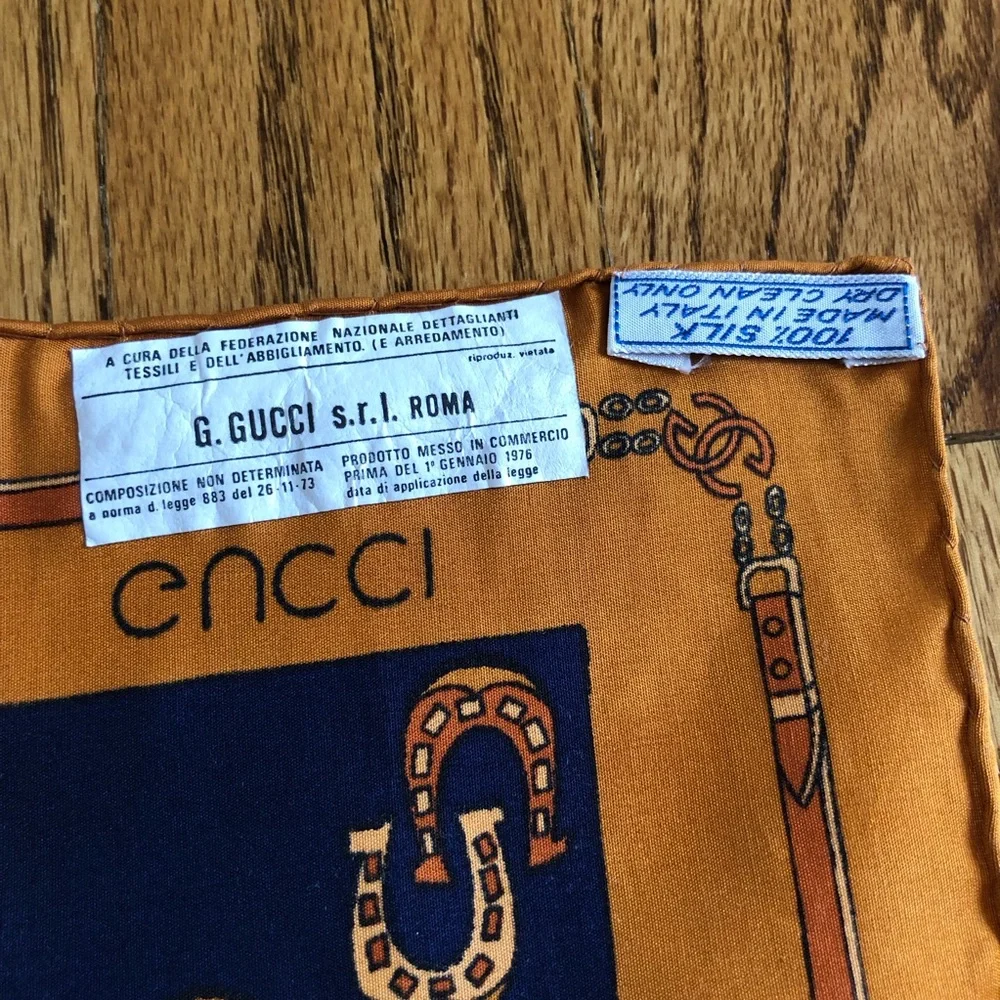 A CURA DELLA FEDERAZIONE NAZIONALE DETTAGLIANTI
TESSILI E DELL'ABBIGLIAMENTO. (E ARREDAMENTO)
riproduz. vietata
G. GUCCI s.r.l. ROMA
COMPOSIZIONE NON DETERMINATA
a norma d. legge 883 del 26-11-73
PRODOTTO MESSO IN COMMERCIO
PRIMA DEL 1° GENNAIO 1976
data di applicazione della legge
100% SILK
MADE IN ITALY
DRY CLEAN ONLY
encci